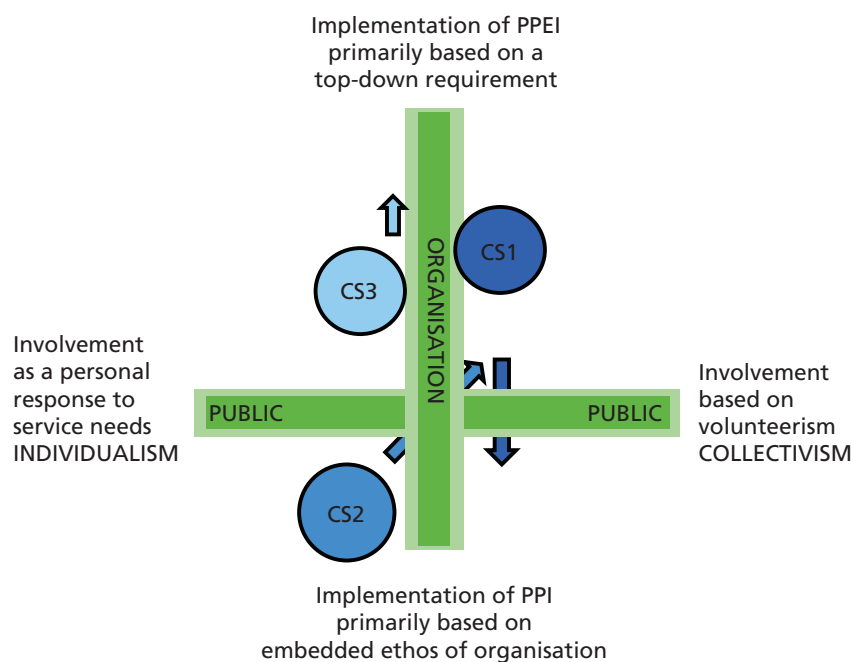 Implementation of PPEI
primarily based on a
top-down requirement
ORGANISATION
CS1
CS3
Involvement
as a personal
response to
service needs
INDIVIDUALISM
PUBLIC
PUBLIC
Involvement
based on
volunteerism
COLLECTIVISM
CS2
Implementation of PPI
primarily based on
embedded ethos of organisation